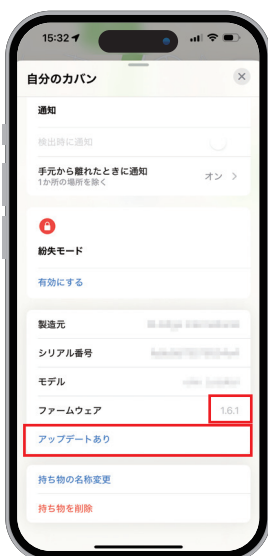 15:32
自分のカバン
通知
検出時に通知
手元から離れたときに通知
オン
1か所の場所を除く
紛失モード
有効にする
製造元
シリアル番号
モデル
ファームウェア 1.6.1
アップデートあり
持ち物の名称変更
持ち物を削除